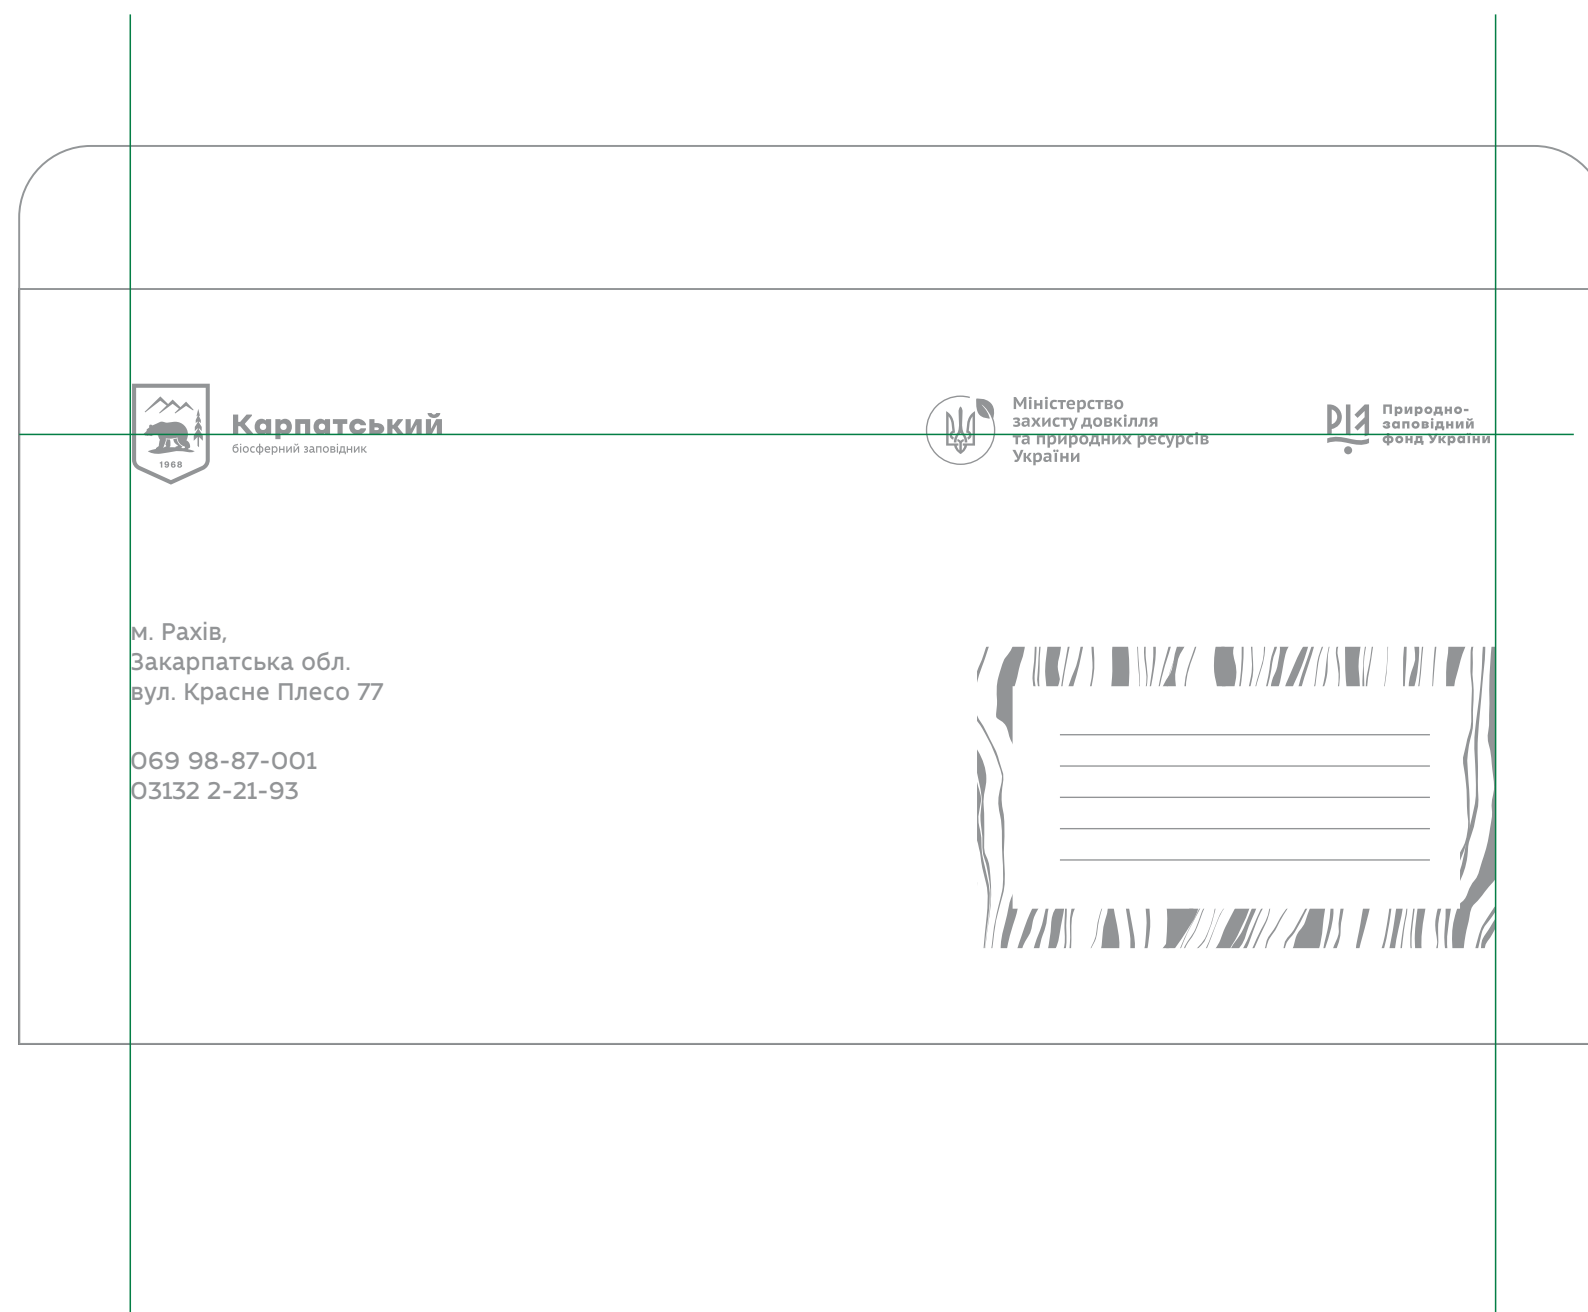 Карпатський
біосферний заповідник
1968
Міністерство
захисту довкілля
та природних ресурсів
України
РІЯ
Природно-
заповідний
фонд України
м. Рахів,
Закарпатська обл.
вул. Красне Плесо 77
069 98-87-001
03132 2-21-93